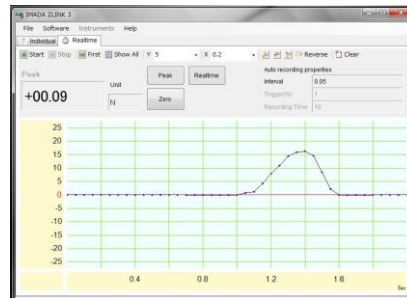 IMADA ZLINK 3
File Software Instruments Help
Individual Realtime
Start Stop First Show All Y 5 X 0.2 Reverse Clear
Peak
+00.09
Unit
N
Peak Realtime
Zero
Auto recording properties
Interval 0.05
Trigger(N) 1
Recording Time 10
25
20
15
10
5
0
-5
-10
-15
-20
-25
0.4 0.8 1.2 1.6
Sec